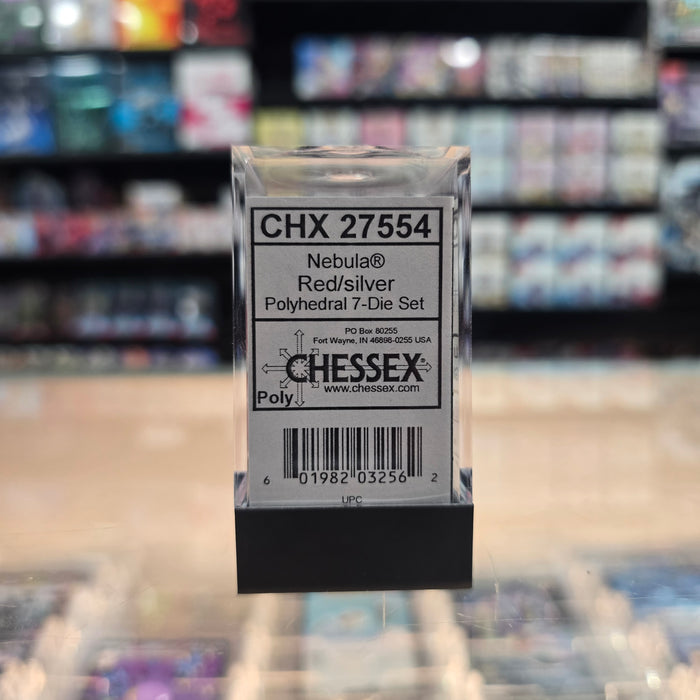 CHX 27554
Nebula®
Red/silver
Polyhedral 7-Die Set
PO Box 80255
Fort Wayne, IN 46898-0255 USA
CHESSEX®
www.chessex.com
Poly
6 01982 03256 2
UPC